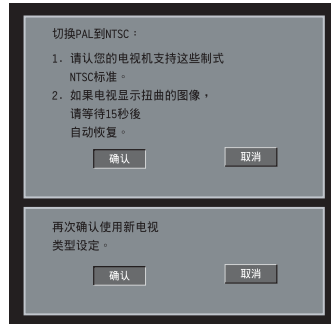 切换PAL到NTSC：
1. 请认您的电视机支持这些制式
NTSC标准。
2. 如果电视显示扭曲的图像，
请等待15秒後
自动恢复。
确认
取消
再次确认使用新电视
类型设定。
确认
取消